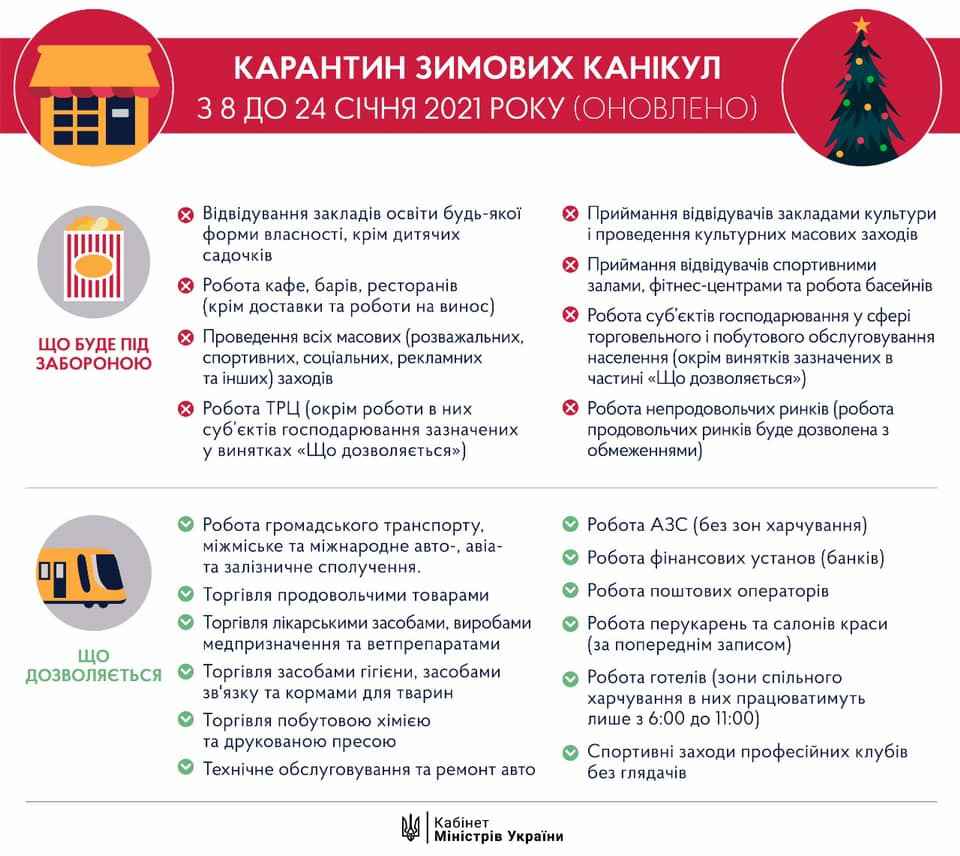 КАРАНТИН ЗИМОВИХ КАНІКУЛ
З 8 ДО 24 СІЧНЯ 2021 РОКУ (ОНОВЛЕНО)
ЩО БУДЕ ПІД
ЗАБОРОНОЮ
Відвідування закладів освіти будь-якої
форми власності, крім дитячих
садочків
Робота кафе, барів, ресторанів
(крім доставки та роботи на винос)
Проведення всіх масових (розважальних,
спортивних, соціальних, рекламних
та інших) заходів
Робота ТРЦ (окрім роботи в них
суб’єктів господарювання зазначених
у винятках «Що дозволяється»)
Приймання відвідувачів закладами культури
і проведення культурних масових заходів
Приймання відвідувачів спортивними
залами, фітнес-центрами та робота басейнів
Робота суб’єктів господарювання у сфері
торговельного і побутового обслуговування
населення (окрім винятків зазначених в
частині «Що дозволяється»)
Робота непродовольчих ринків (робота
продовольчих ринків буде дозволена з
обмеженнями)
ЩО
ДОЗВОЛЯЄТЬСЯ
Робота громадського транспорту,
міжміське та міжнародне авто-, авіа-
та залізничне сполучення.
Торгівля продовольчими товарами
Торгівля лікарськими засобами, виробами
медпризначення та ветпрепаратами
Торгівля засобами гігієни, засобами
зв'язку та кормами для тварин
Торгівля побутовою хімією
та друкованою пресою
Технічне обслуговування та ремонт авто
Робота АЗС (без зон харчування)
Робота фінансових установ (банків)
Робота поштових операторів
Робота перукарень та салонів краси
(за попереднім записом)
Робота готелів (зони спільного
харчування в них працюватимуть
лише з 6:00 до 11:00)
Спортивні заходи професійних клубів
без глядачів
Кабінет
Міністрів України